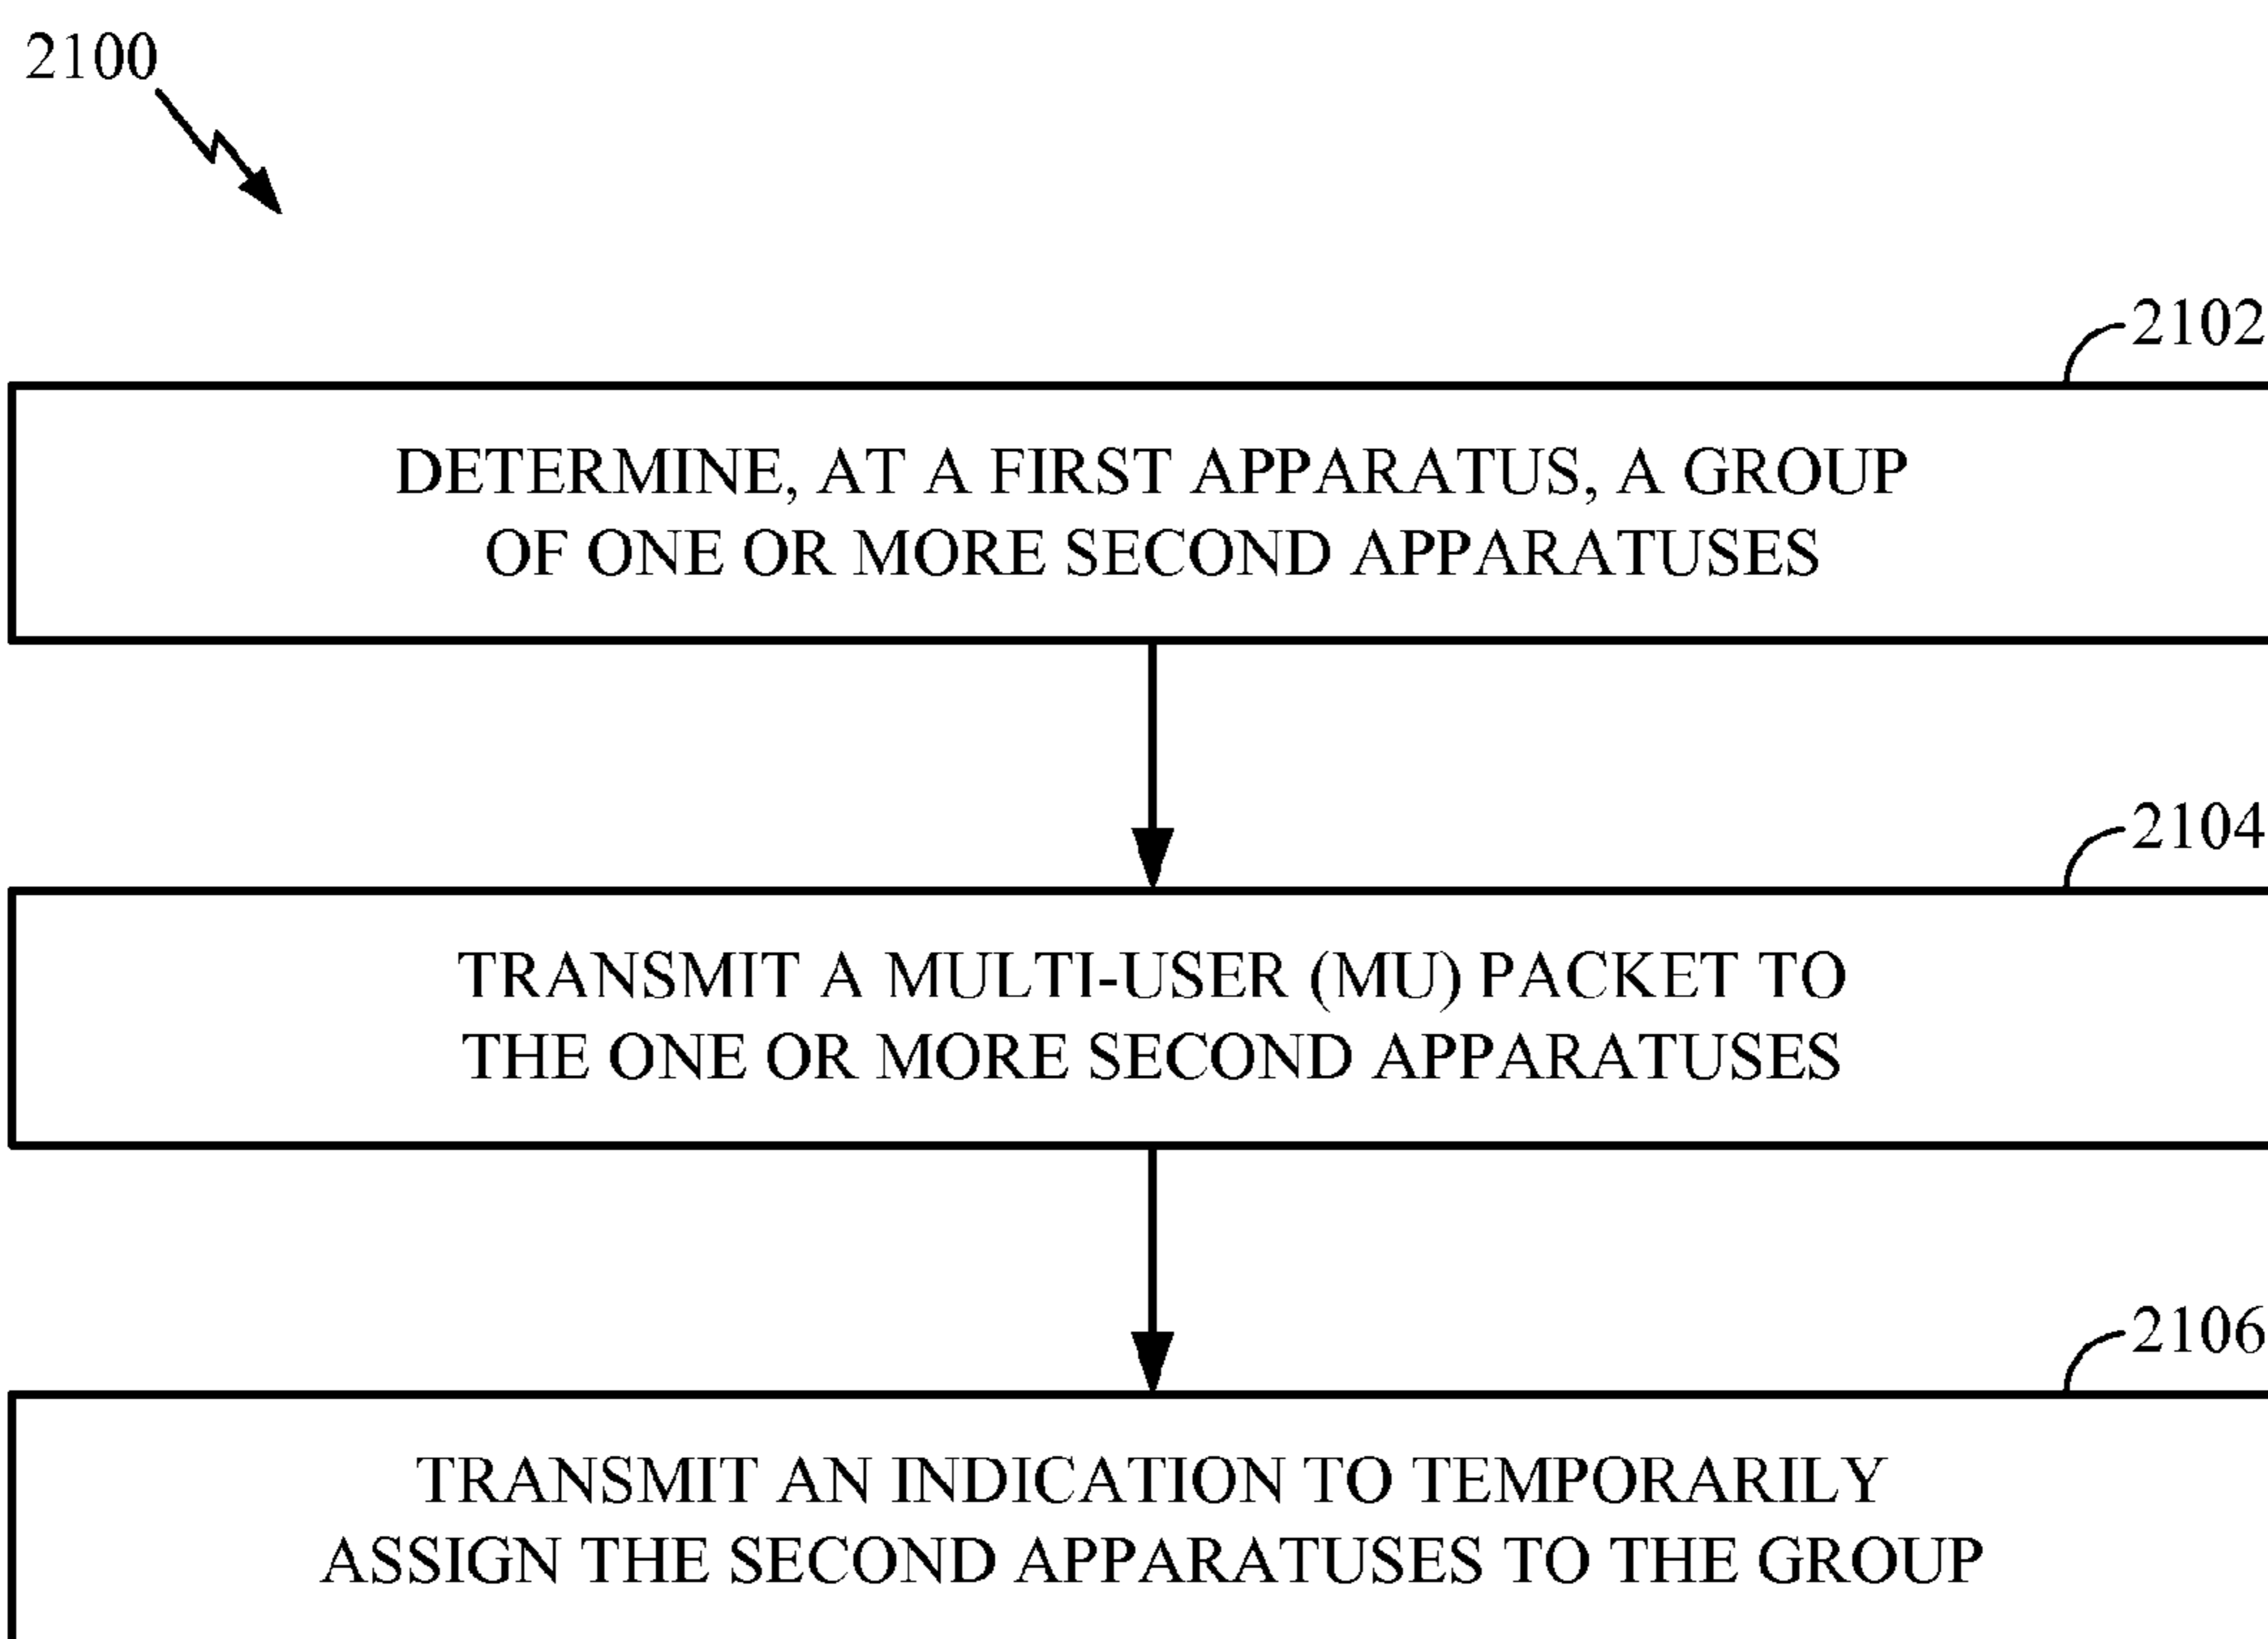 2100
2102
DETERMINE, AT A FIRST APPARATUS, A GROUP
OF ONE OR MORE SECOND APPARATUSES
2104
TRANSMIT A MULTI-USER (MU) PACKET TO
THE ONE OR MORE SECOND APPARATUSES
2106
TRANSMIT AN INDICATION TO TEMPORARILY
ASSIGN THE SECOND APPARATUSES TO THE GROUP